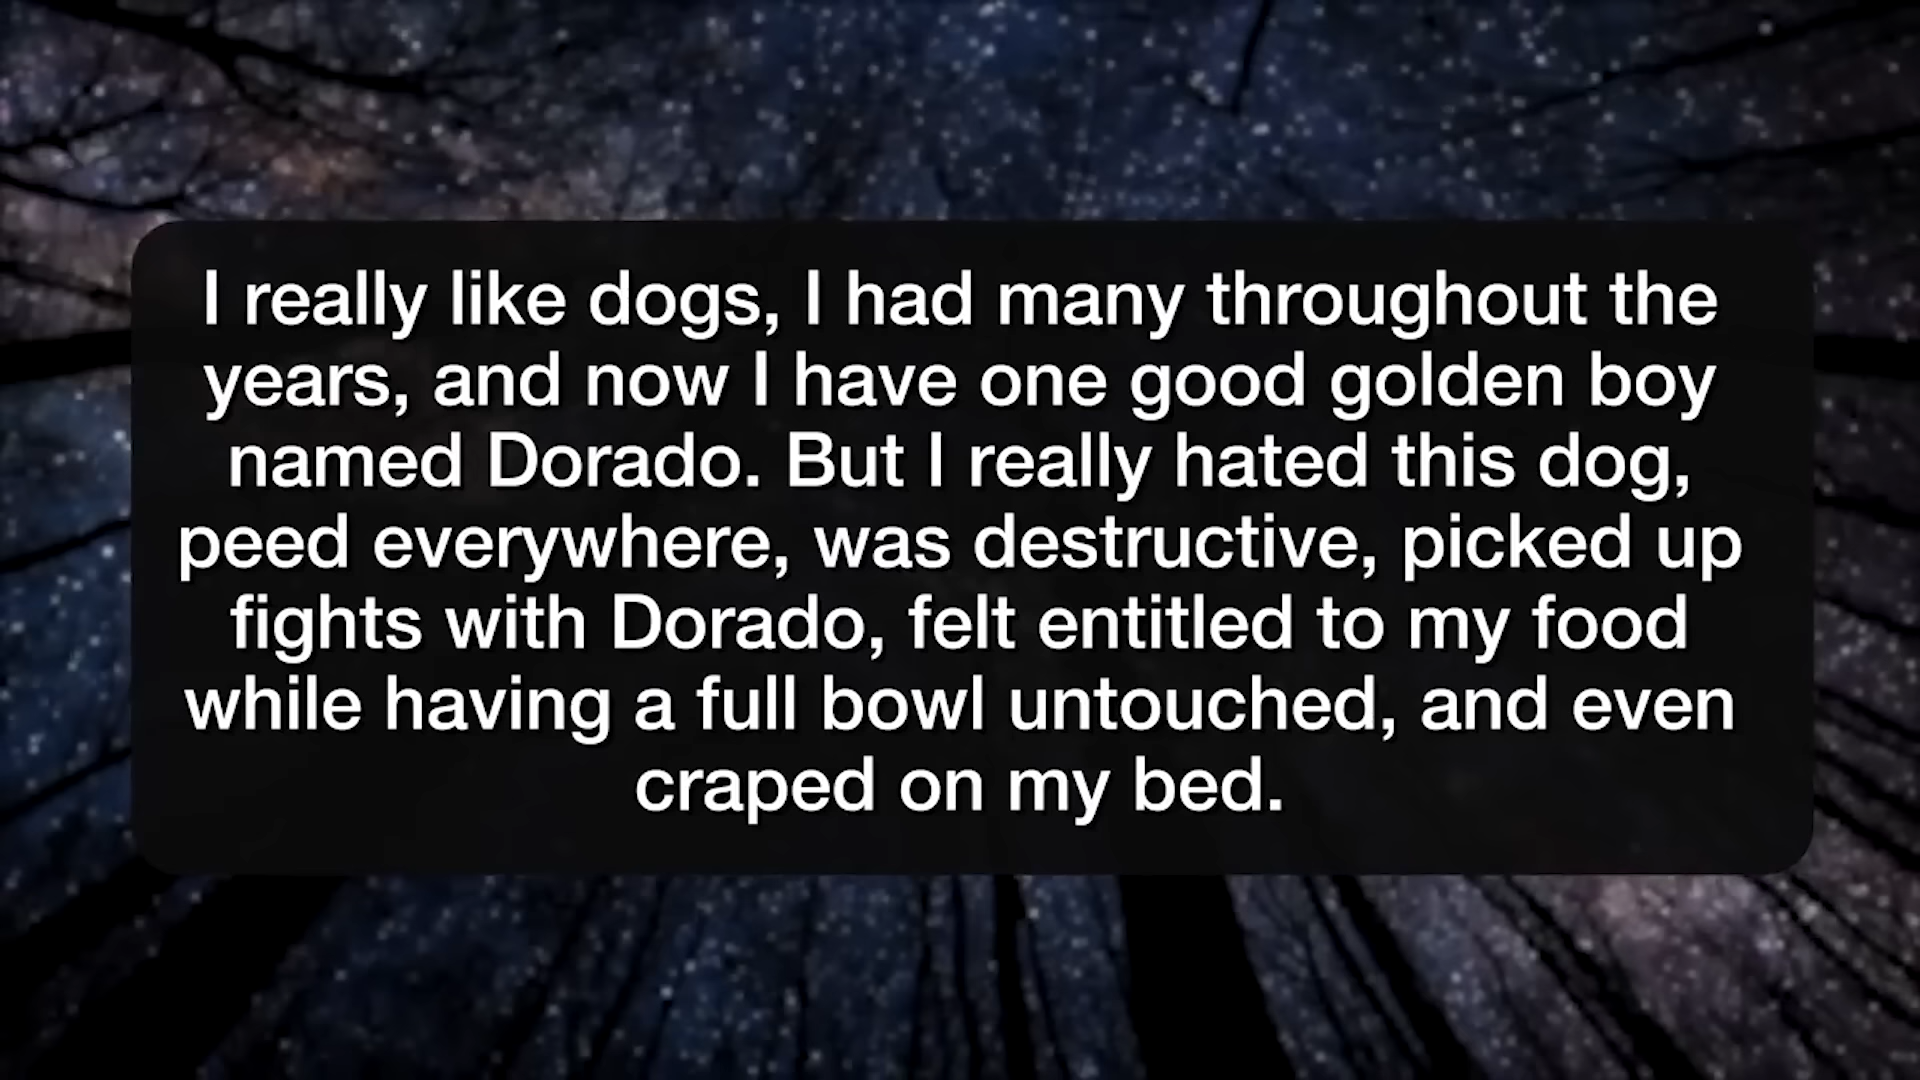 I really like dogs, I had many throughout the
years, and now I have one good golden boy
named Dorado. But I really hated this dog,
peed everywhere, was destructive, picked up
fights with Dorado, felt entitled to my food
while having a full bowl untouched, and even
craped on my bed.